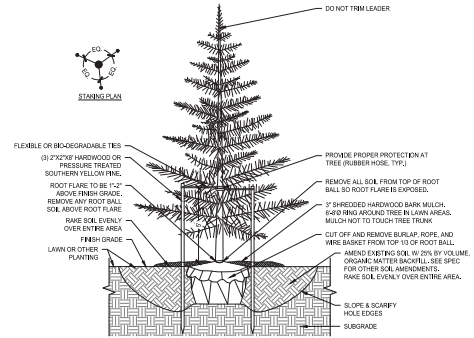 DO NOT TRIM LEADER
EQ.
EQ.
EQ.
STAKING PLAN
FLEXIBLE OR BIO-DEGRADABLE TIES
(3) 2"X2"X8' HARDWOOD OR
PRESSURE TREATED
SOUTHERN YELLOW PINE.
ROOT FLARE TO BE 1"-2"
ABOVE FINISH GRADE.
REMOVE ANY ROOT BALL
SOIL ABOVE ROOT FLARE
RAKE SOIL EVENLY
OVER ENTIRE AREA
FINISH GRADE
LAWN OR OTHER
PLANTING
PROVIDE PROPER PROTECTION AT
TREE (RUBBER HOSE, TYP.)
REMOVE ALL SOIL FROM TOP OF ROOT
BALL SO ROOT FLARE IS EXPOSED.
3" SHREDDED HARDWOOD BARK MULCH.
RING AROUND TREE IN LAWN AREAS.
MULCH NOT TO TOUCH TREE TRUNK
CUT OFF AND REMOVE BURLAP, ROPE, AND
WIRE BASKET FROM TOP 1/3 OF ROOT BALL.
AMEND EXISTING SOIL W/ 25% BY VOLUME,
ORGANIC MATTER BACKFILL. SEE SPEC
FOR OTHER SOIL AMENDMENTS.
RAKE SOIL EVENLY OVER ENTIRE AREA.
SLOPE & SCARIFY
HOLE EDGES
SUBGRADE